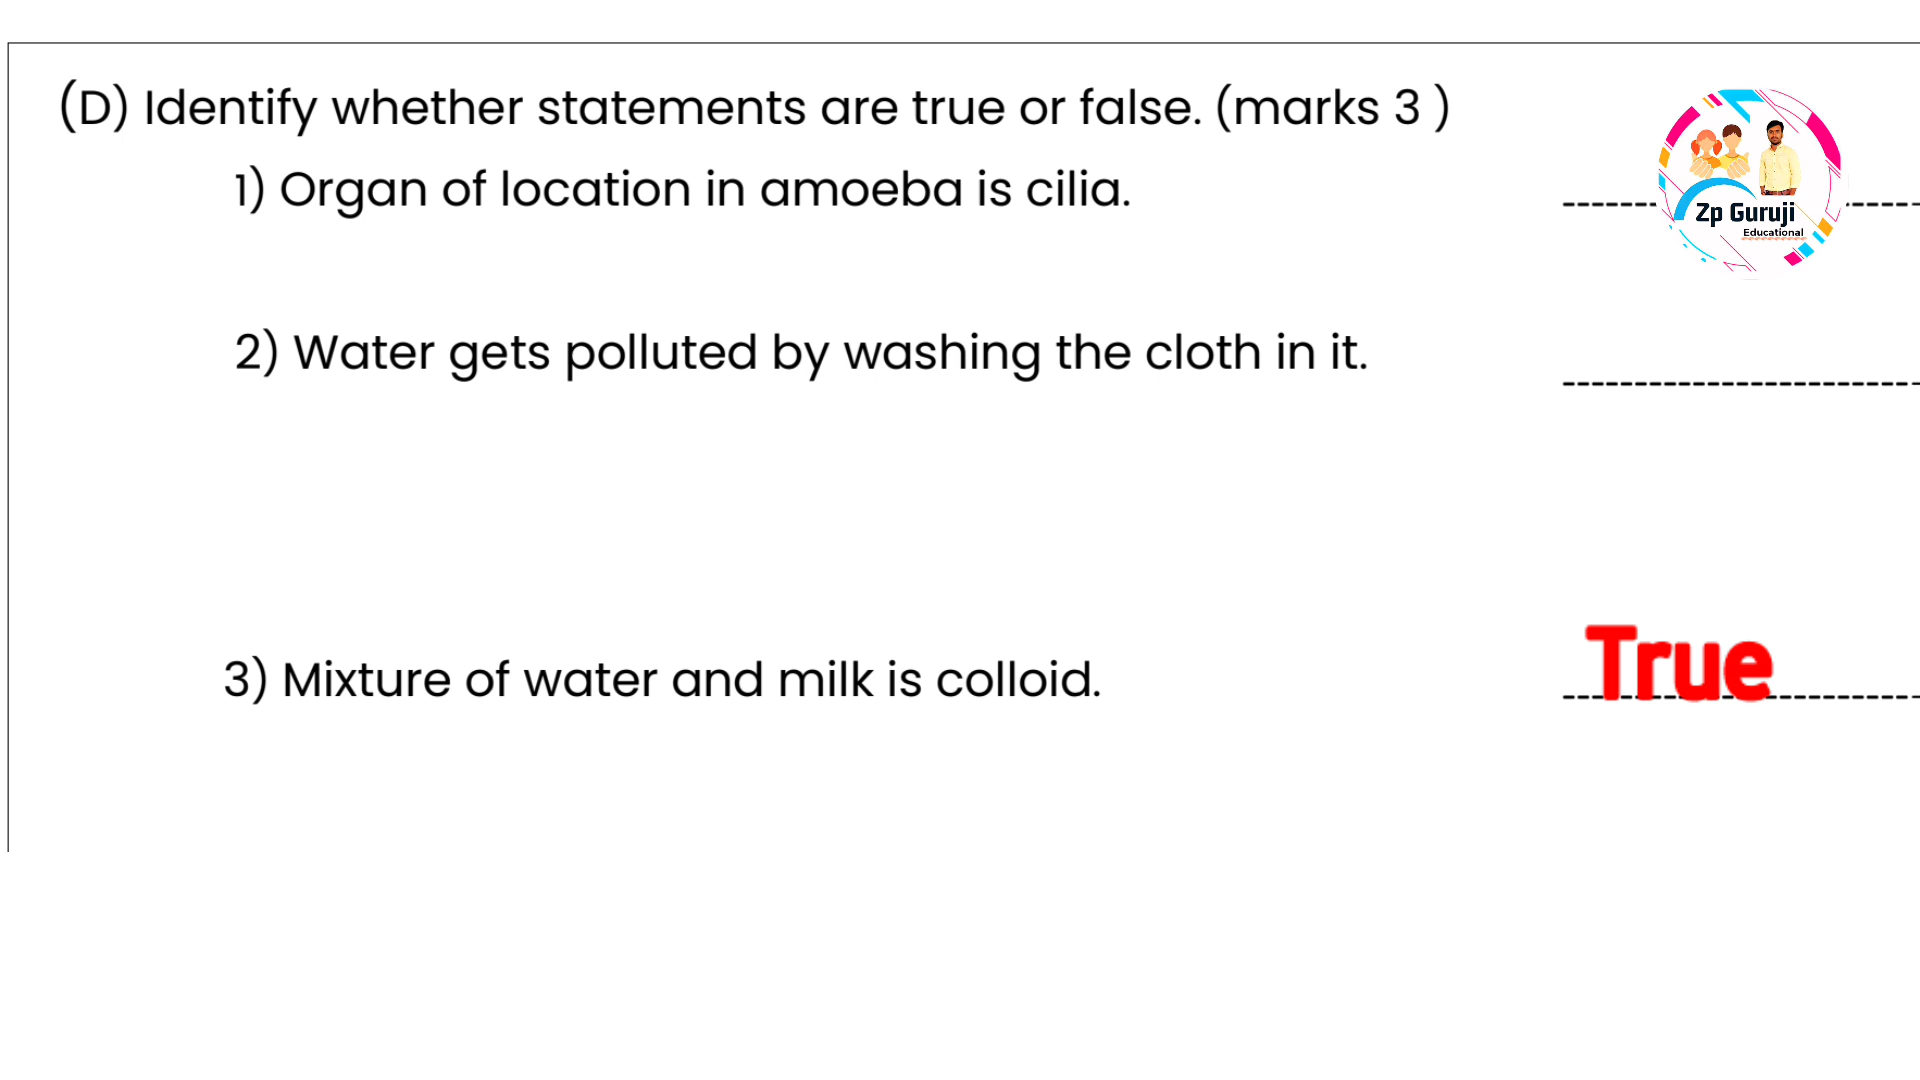 (D) Identify whether statements are true or false. (marks 3 )
1) Organ of location in amoeba is cilia.
Zp Guruji
Educational
2) Water gets polluted by washing the cloth in it.
3) Mixture of water and milk is colloid.
True